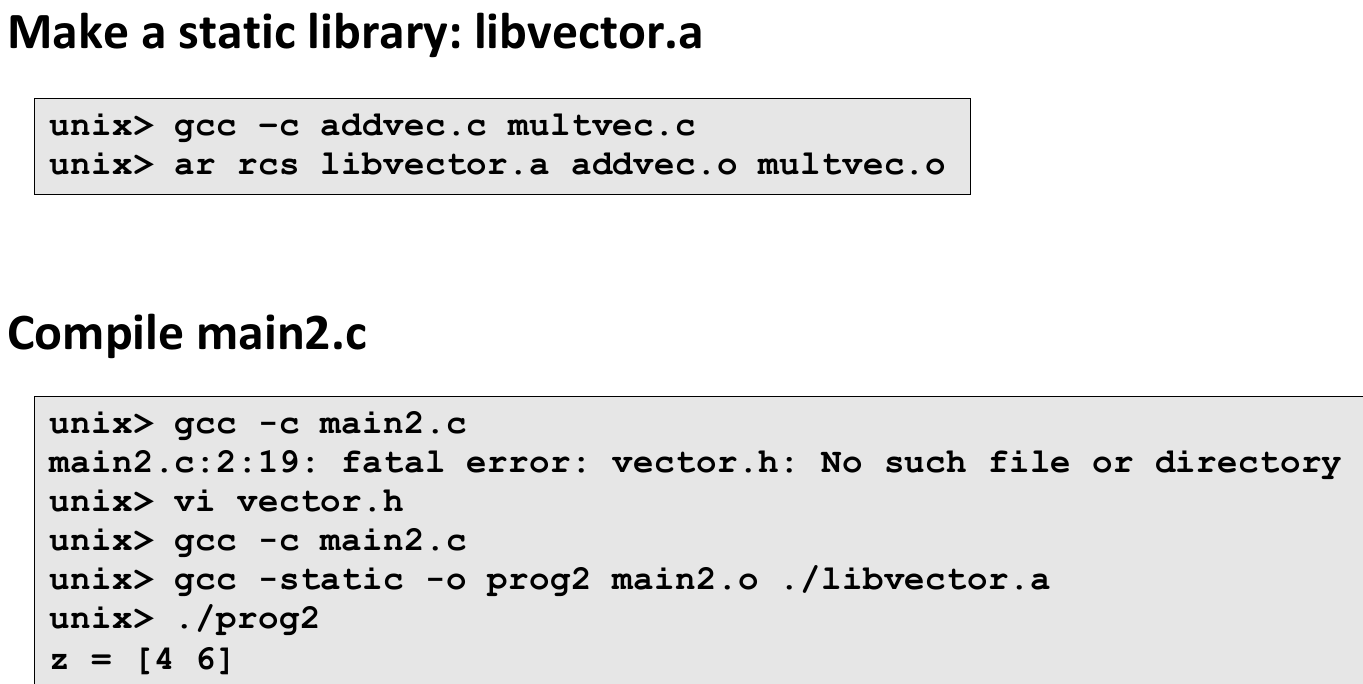 Make a static library: libvector.a
unix> gcc –c addvec.c multvec.c
unix> ar rcs libvector.a addvec.o multvec.o
Compile main2.c
unix> gcc -c main2.c
main2.c:2:19: fatal error: vector.h: No such file or directory
unix> vi vector.h
unix> gcc -c main2.c
unix> gcc -static -o prog2 main2.o ./libvector.a
unix> ./prog2
z = [4 6]